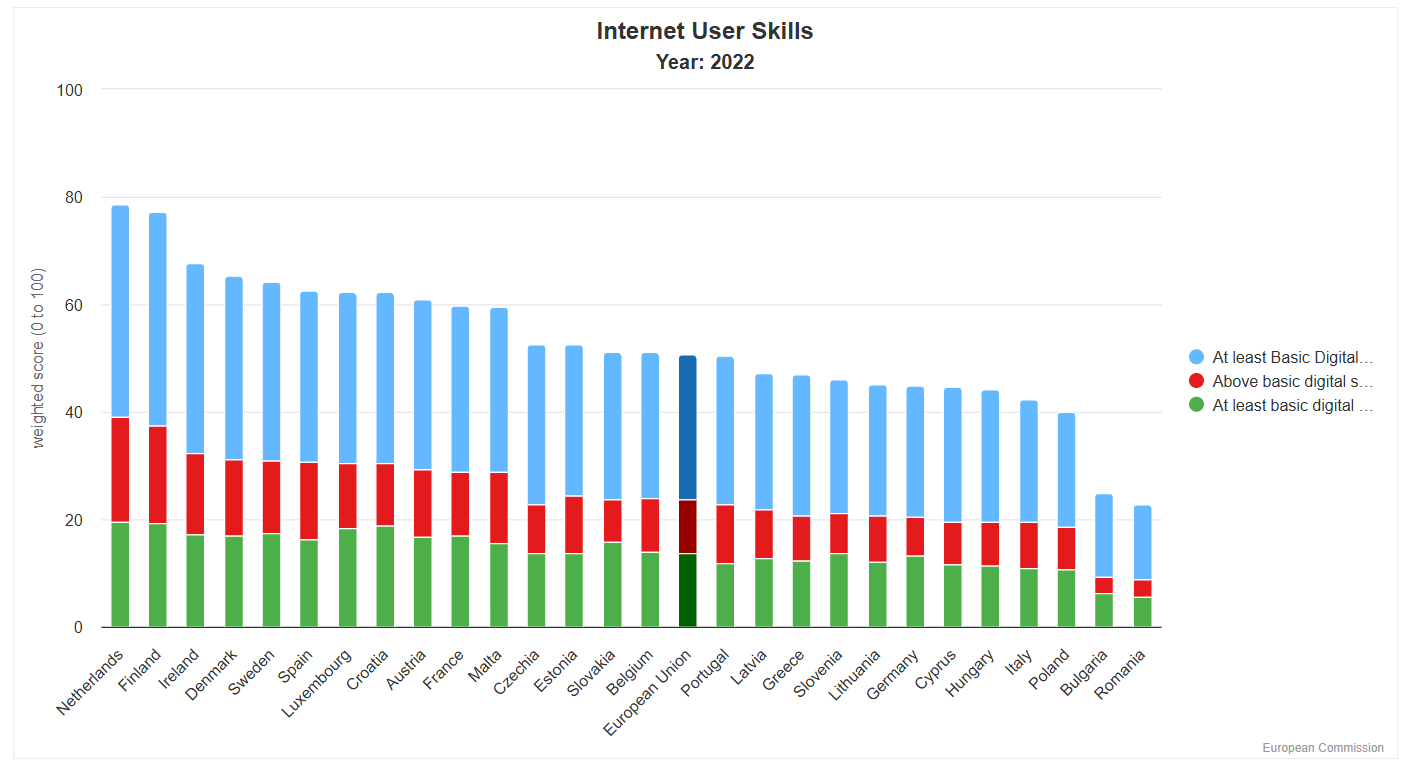 Internet User Skills
Year: 2022
100
80
60
40
20
0
weighted score (0 to 100)
Netherlands
Finland
Ireland
Denmark
Sweden
Spain
Luxembourg
Croatia
Austria
France
Malta
Czechia
Estonia
Slovakia
Belgium
European Union
Portugal
Latvia
Greece
Slovenia
Lithuania
Germany
Cyprus
Hungary
Italy
Poland
Bulgaria
Romania
At least Basic Digital…
Above basic digital s…
At least basic digital …
European Commission